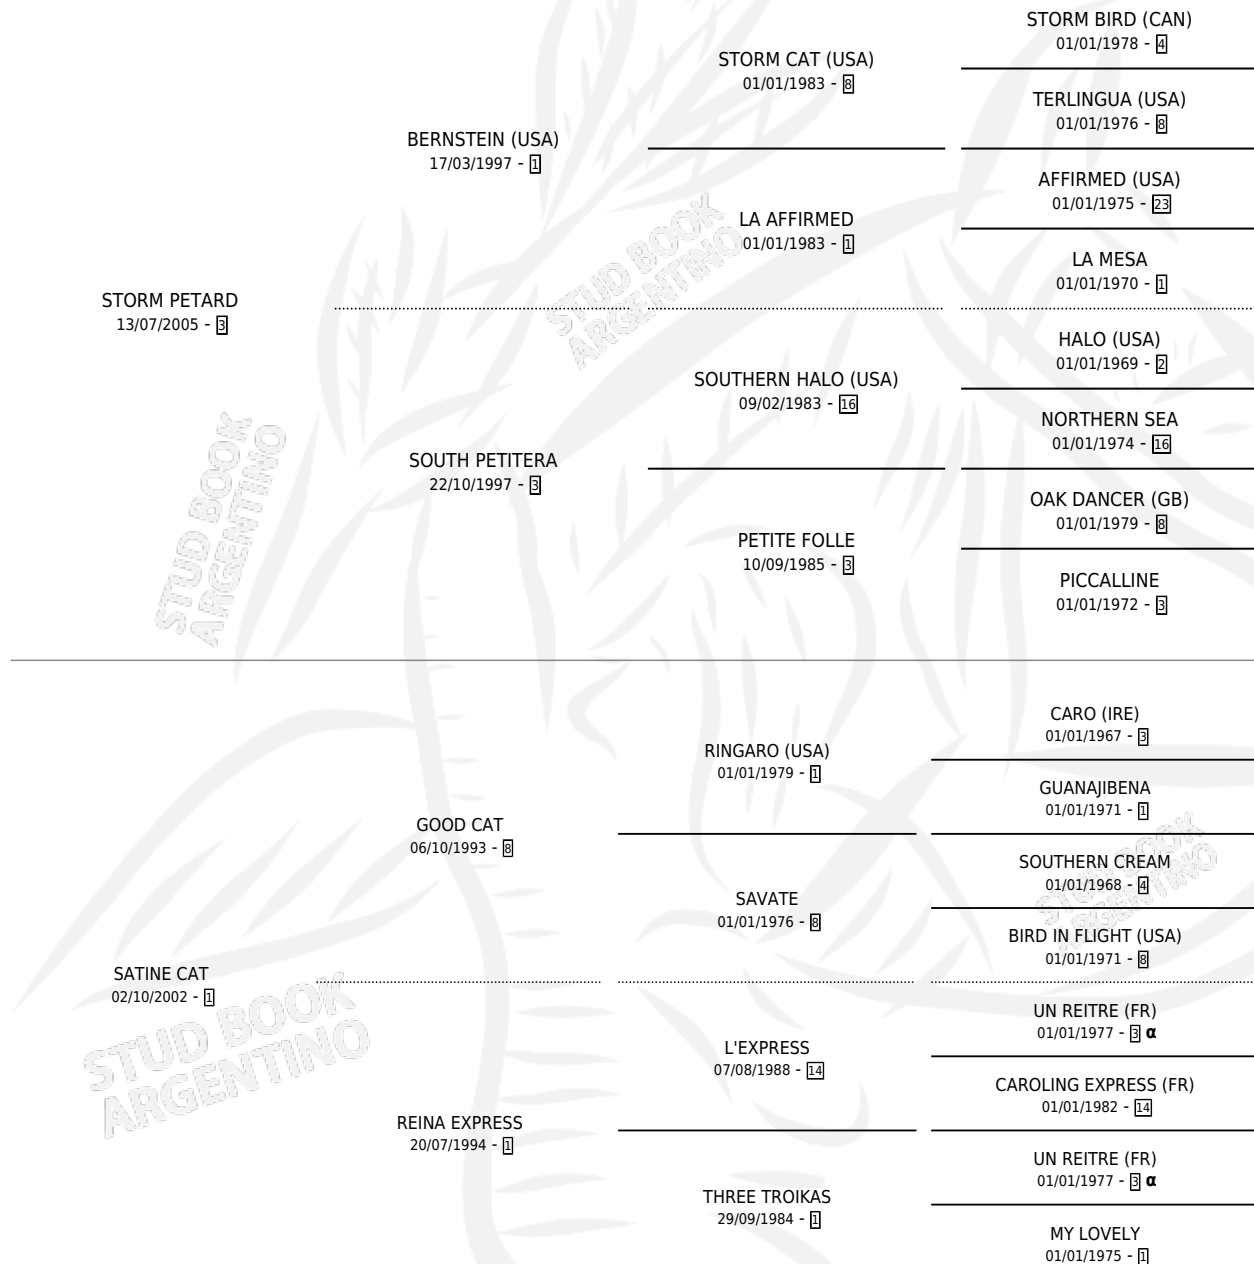 STORM BIRD (CAN)
01/01/1978 - 4
STORM CAT (USA)
01/01/1983 - 8
TERLINGUA (USA)
01/01/1976 - 8
BERNSTEIN (USA)
17/03/1997 - 1
AFFIRMED (USA)
01/01/1975 - 23
LA AFFIRMED
01/01/1983 - 1
LA MESA
01/01/1970 - 1
STORM PETARD
13/07/2005 - 3
HALO (USA)
01/01/1969 - 2
SOUTHERN HALO (USA)
09/02/1983 - 16
NORTHERN SEA
01/01/1974 - 16
SOUTH PETITERA
22/10/1997 - 3
OAK DANCER (GB)
01/01/1979 - 8
PETITE FOLLE
10/09/1985 - 3
PICCALLINE
01/01/1972 - 3
CARO (IRE)
01/01/1967 - 3
RINGARO (USA)
01/01/1979 - 1
GUANAJIBENA
01/01/1971 - 1
GOOD CAT
06/10/1993 - 8
SOUTHERN CREAM
01/01/1968 - 4
SAVATE
01/01/1976 - 8
BIRD IN FLIGHT (USA)
01/01/1971 - 8
SATINE CAT
02/10/2002 - 1
UN REITRE (FR)
01/01/1977 - 3 α
L'EXPRESS
07/08/1988 - 14
CAROLING EXPRESS (FR)
01/01/1982 - 14
REINA EXPRESS
20/07/1994 - 1
UN REITRE (FR)
01/01/1977 - 3 α
THREE TROIKAS
29/09/1984 - 1
MY LOVELY
01/01/1975 - 1
STUD BOOK
ARGENTINO
STUD BOOK
ARGENTINO
STUD BOOK
ARGENTINO
STUD BOOK
ARGENTINO